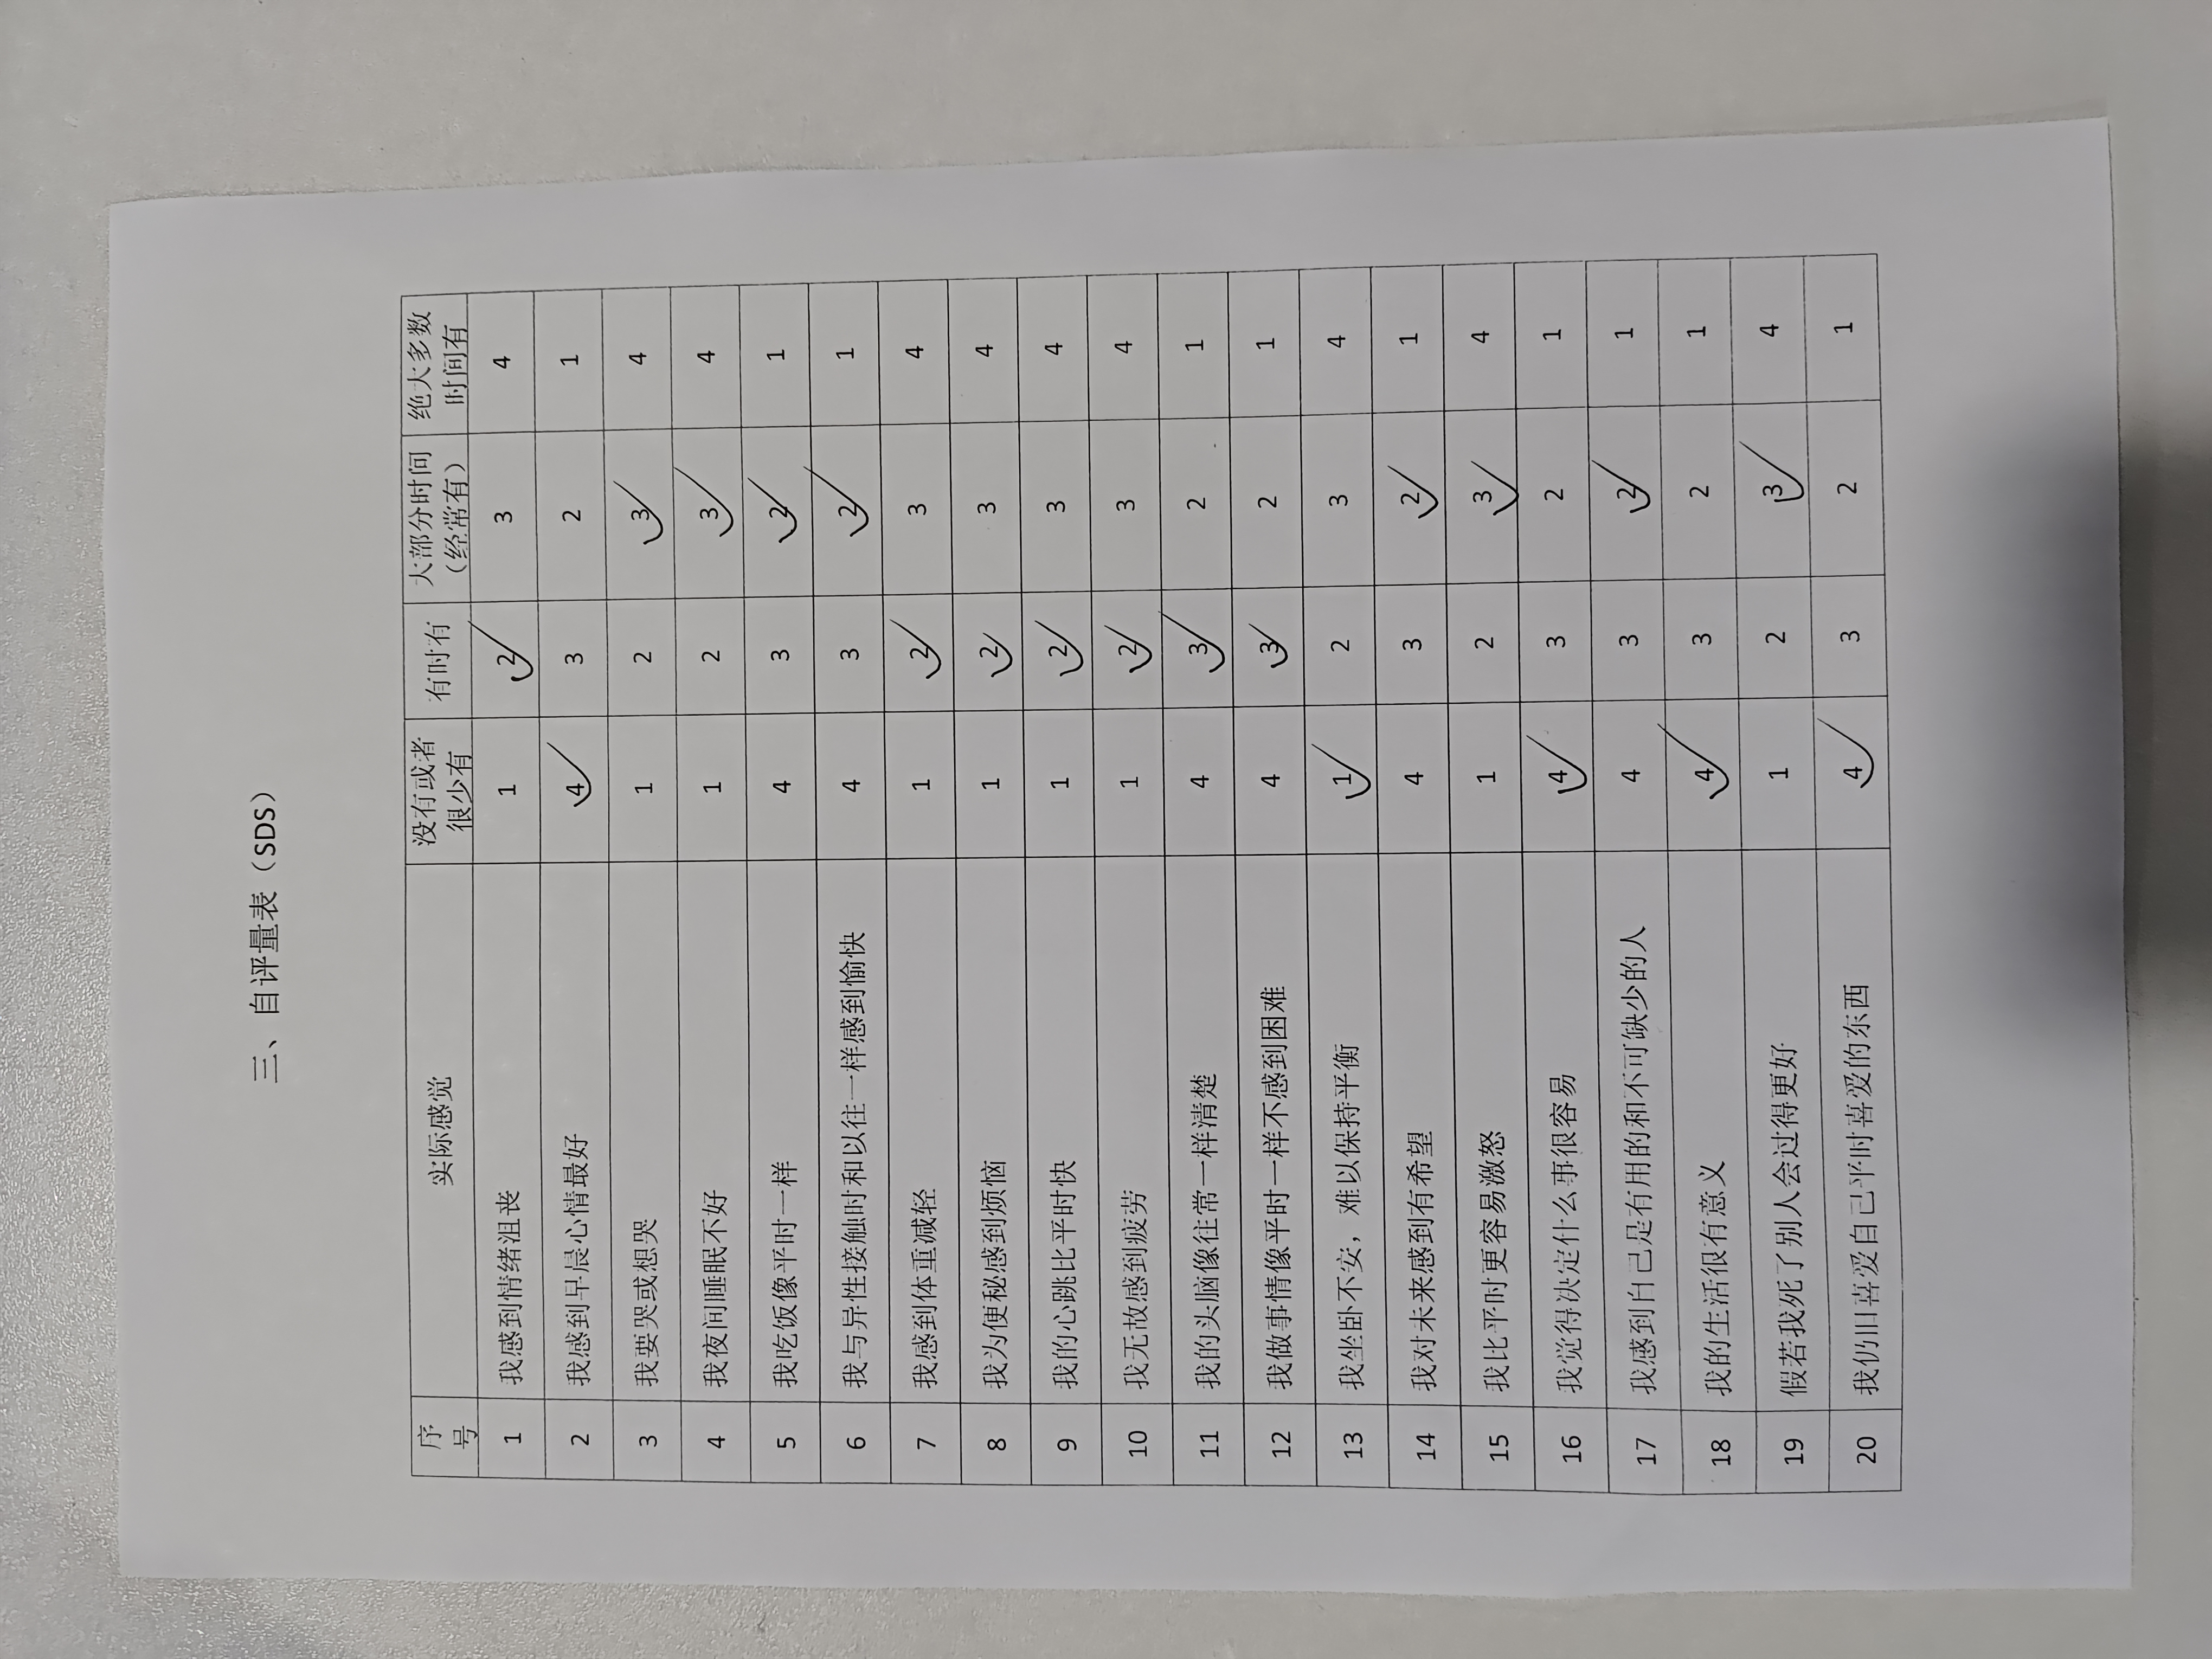 三、自评量表（SDS）
序号 实际感觉 没有或者很少有 有时有 大部分时间（经常有） 绝大多数时间有
1 我感到情绪沮丧 1 2 3 4
2 我感到早晨心情最好 4 3 2 1
3 我要哭或想哭 1 2 3 4
4 我夜间睡眠不好 1 2 3 4
5 我吃饭像平时一样 4 3 2 1
6 我与异性接触时和以往一样感到愉快 4 3 2 1
7 我感到体重减轻 1 2 3 4
8 我为便秘感到烦恼 1 2 3 4
9 我的心跳比平时快 1 2 3 4
10 我无故感到疲劳 1 2 3 4
11 我的头脑像往常一样清楚 4 3 2 1
12 我做事情像平时一样不感到困难 4 3 2 1
13 我坐卧不安，难以保持平衡 1 2 3 4
14 我对未来感到有希望 4 3 2 1
15 我比平时更容易激怒 1 2 3 4
16 我觉得决定什么事很容易 4 3 2 1
17 我感到自己是有用的和不可缺少的人 4 3 2 1
18 我的生活很有意义 4 3 2 1
19 假若我死了别人会过得更好 1 2 3 4
20 我仍旧喜爱自己平时喜爱的东西 4 3 2 1